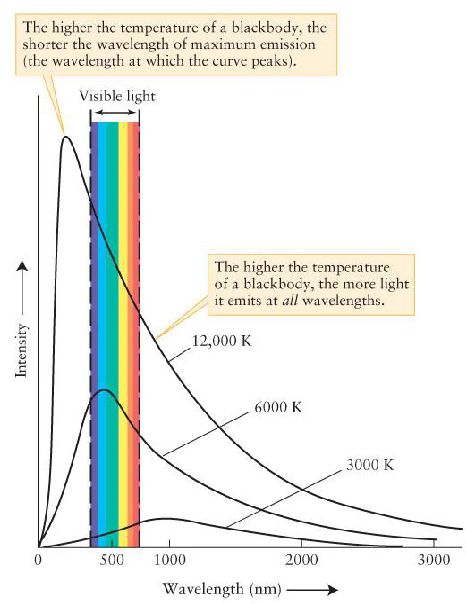 The higher the temperature of a blackbody, the
shorter the wavelength of maximum emission
(the wavelength at which the curve peaks).
Visible light
The higher the temperature
of a blackbody, the more light
it emits at all wavelengths.
12,000 K
6000 K
3000 K
Intensity
0
500
1000
2000
3000
Wavelength (nm)